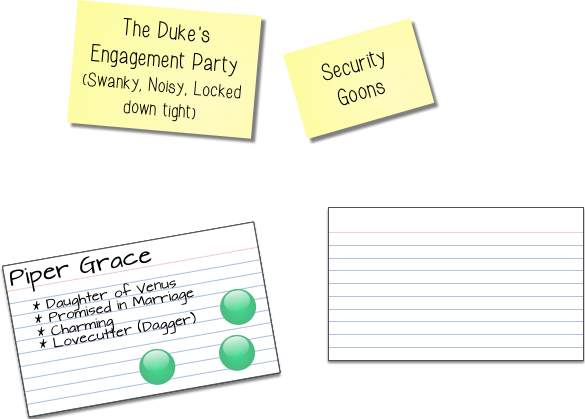 The Duke's
Engagement Party
(Swanky, Noisy, Locked
down tight)
Security
Goons
Piper Grace
* Daughter of Venus
* Promised in Marriage
* Charming
* Lovecutter (Dagger)